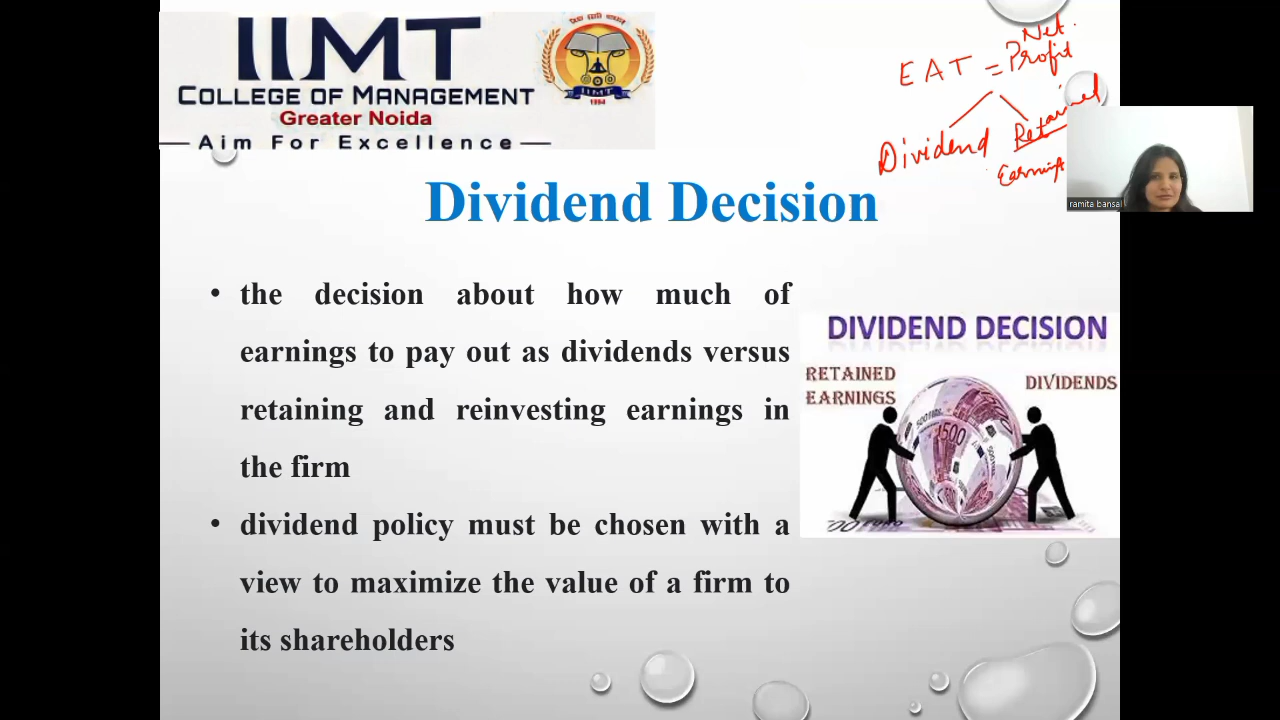 IIMT
COLLEGE OF MANAGEMENT
Greater Noida
Aim For Excellence
IIMT
1994
EAT = Net
Profit
Dividend Retained
Earnings
ramita bansal
Dividend Decision
• the decision about how much of
earnings to pay out as dividends versus
retaining and reinvesting earnings in
the firm
• dividend policy must be chosen with a
view to maximize the value of a firm to
its shareholders
DIVIDEND DECISION
RETAINED
EARNINGS
DIVIDENDS
500